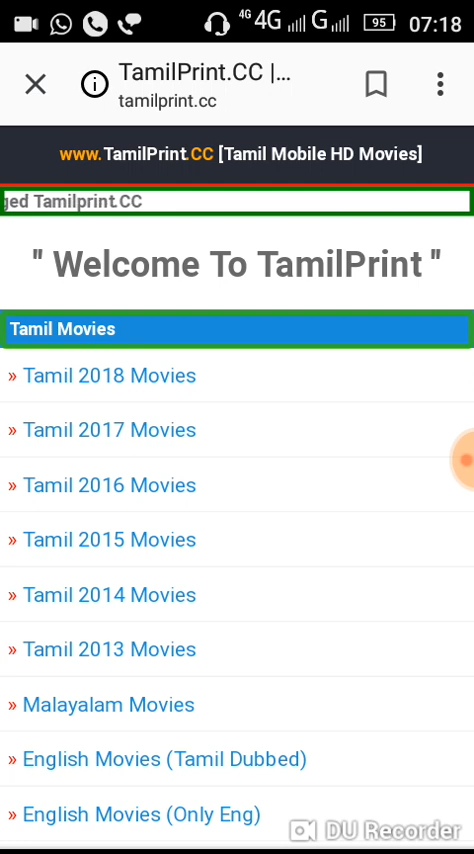 4G 4G G 95 07:18
TamilPrint.CC |...
tamilprint.cc
www.TamilPrint.CC [Tamil Mobile HD Movies]
ged Tamilprint.CC
" Welcome To TamilPrint "
Tamil Movies
» Tamil 2018 Movies
» Tamil 2017 Movies
» Tamil 2016 Movies
» Tamil 2015 Movies
» Tamil 2014 Movies
» Tamil 2013 Movies
» Malayalam Movies
» English Movies (Tamil Dubbed)
» English Movies (Only Eng)
DU Recorder